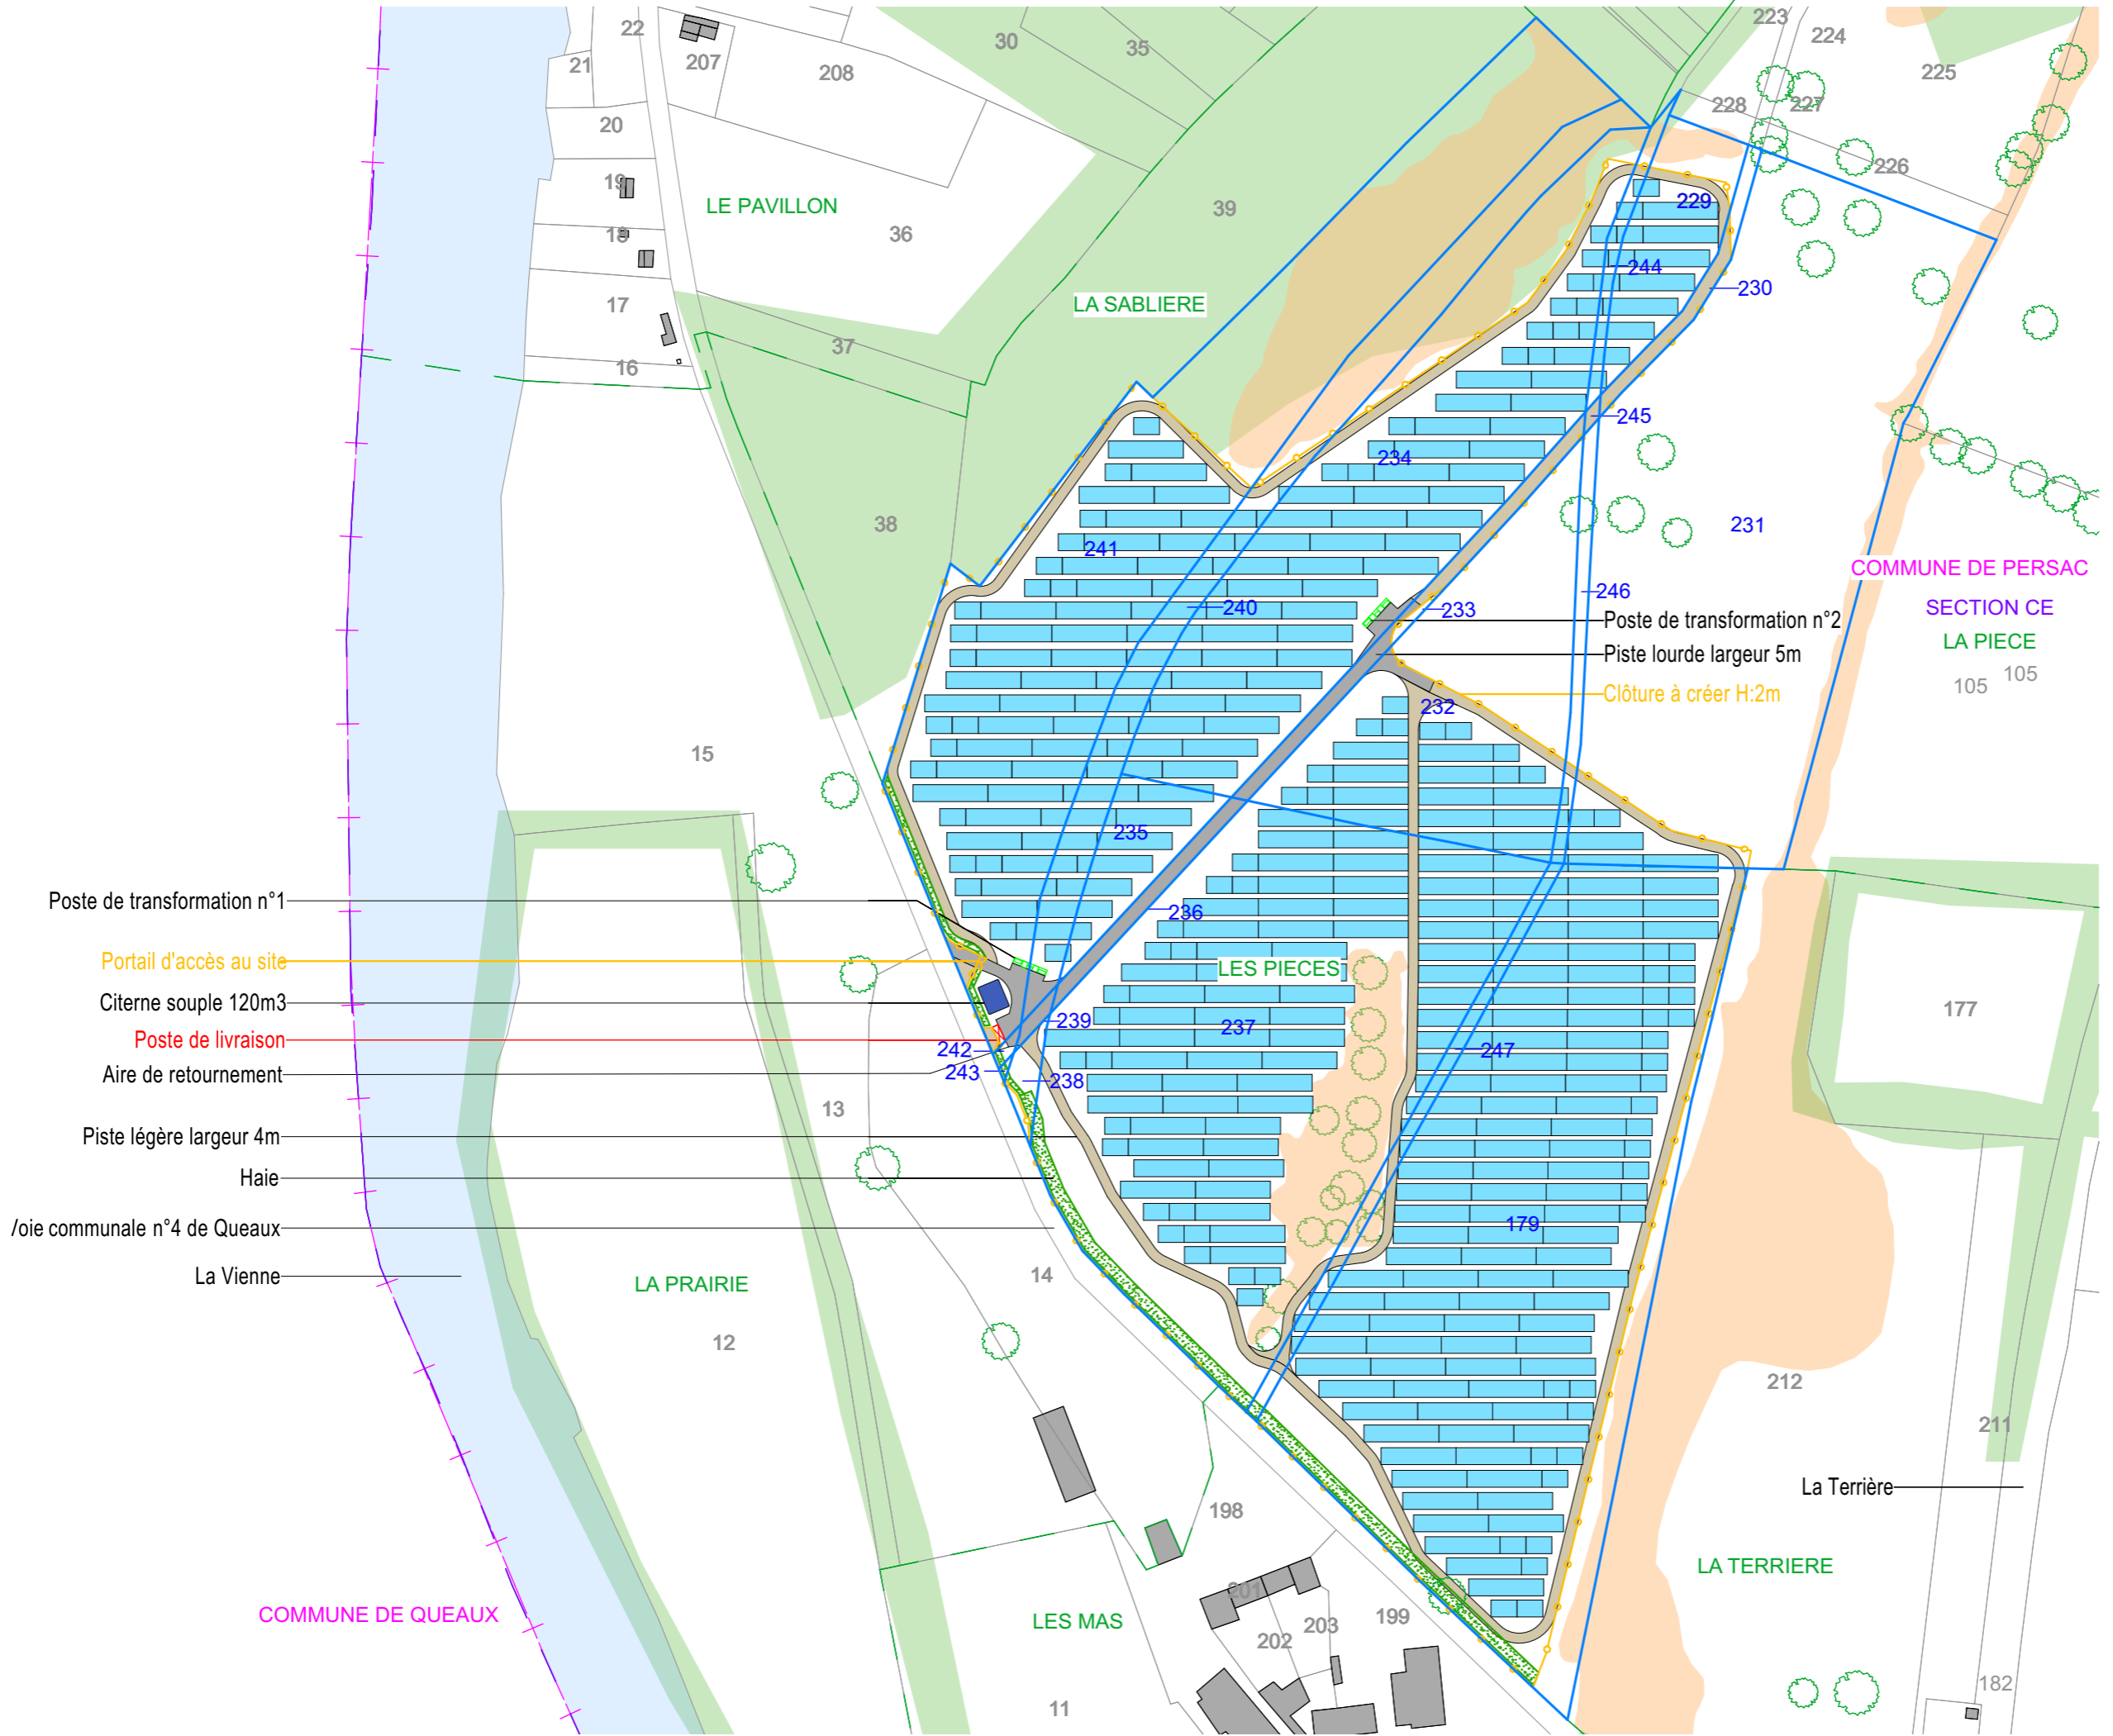 22
207
21
208
30
35
223
224
225
228
227
20
226
19
LE PAVILLON
36
39
229
18
244
230
17
LA SABLIERE
37
16
245
234
38
231
241
COMMUNE DE PERSAC
246
240
233
SECTION CE
Poste de transformation n°2
LA PIECE
Piste lourde largeur 5m
105
105
Clôture à créer H:2m
232
15
235
Poste de transformation n°1
236
Portail d'accès au site
LES PIECES
Citerne souple 120m3
177
239
237
Poste de livraison
242
247
Aire de retournement
243
238
13
Piste légère largeur 4m
Haie
179
/oie communale n°4 de Queaux
La Vienne
14
LA PRAIRIE
12
212
211
La Terrière
198
LA TERRIERE
201
COMMUNE DE QUEAUX
LES MAS
203
199
202
182
11